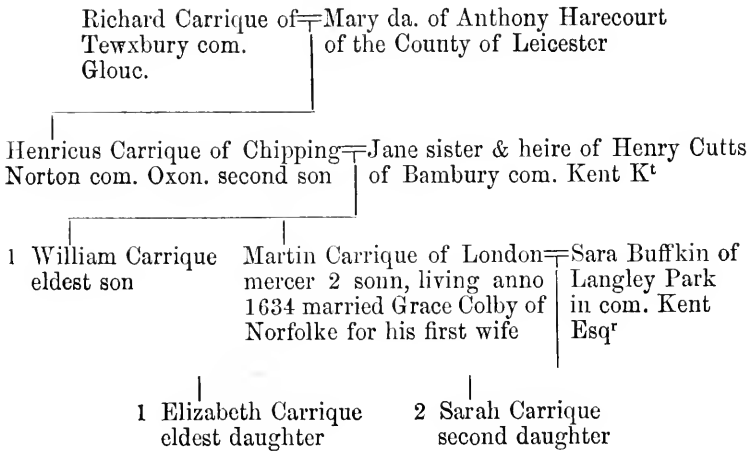 Richard Carrique of Mary da. of Anthony Harecourt
Tewxbury com. of the County of Leicester
Glouc.
Henricus Carrique of Chipping Jane sister & heire of Henry Cutts
Norton com. Oxon. second son of Bambury com. Kent Kᵗ
1 William Carrique Martin Carrique of London Sara Buffkin of
eldest son mercer 2 sonn, living anno Langley Park
1634 married Grace Colby of in com. Kent
Norfolke for his first wife Esqʳ
1 Elizabeth Carrique 2 Sarah Carrique
eldest daughter second daughter